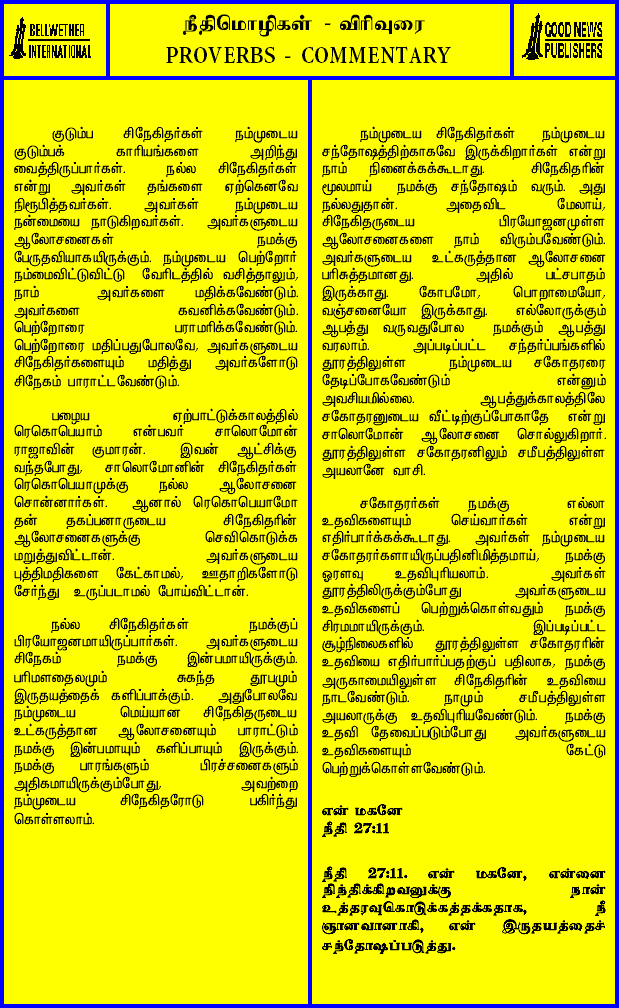 BELLWETHER
INTERNATIONAL
நீதிமொழிகள் - விரிவுரை
PROVERBS - COMMENTARY
GOOD NEWS
PUBLISHERS
குடும்ப சிநேகிதர்கள் நம்முடைய
குடும்பக் காரியங்களை அறிந்து
வைத்திருப்பார்கள். நல்ல சிநேகிதர்கள்
என்று அவர்கள் தங்களை ஏற்கெனவே
நிரூபித்தவர்கள். அவர்கள் நம்முடைய
நன்மையை நாடுகிறவர்கள். அவர்களுடைய
ஆலோசனைகள் நமக்கு
பேருதவியாகயிருக்கும். நம்முடைய பெற்றோர்
நம்மைவிட்டுவிட்டு வேரிடத்தில் வசித்தாலும்,
நாம் அவர்களை மதிக்கவேண்டும்.
அவர்களை கவனிக்கவேண்டும்.
பெற்றோரை பராமரிக்கவேண்டும்.
பெற்றோரை மதிப்பதுபோலவே, அவர்களுடைய
சிநேகிதர்களையும் மதித்து அவர்களோடு
சிநேகம் பாராட்டவேண்டும்.
பழைய ஏற்பாட்டுக்காலத்தில்
ரெகொபெயாம் என்பவர் சாலொமோன்
ராஜாவின் குமாரன். இவன் ஆட்சிக்கு
வந்தபோது, சாலொமோனின் சிநேகிதர்கள்
ரெகொபெயாமுக்கு நல்ல ஆலோசனை
சொன்னார்கள். ஆனால் ரெகொபெயாமோ
தன் தகப்பனாருடைய சிநேகிதரின்
ஆலோசனைகளுக்கு செவிகொடுக்க
மறுத்துவிட்டான். அவர்களுடைய
புத்திமதிகளை கேட்காமல், ஊதாறிகளோடு
சேர்ந்து உருப்படாமல் போய்விட்டான்.
நல்ல சிநேகிதர்கள் நமக்குப்
பிரயோஜனமாயிருப்பார்கள். அவர்களுடைய
சிநேகம் நமக்கு இன்பமாயிருக்கும்.
பரிமளதைலமும் சுகந்த தூபமும்
இருதயத்தைக் களிப்பாக்கும். அதுபோலவே
நம்முடைய மெய்யான சிநேகிதருடைய
உட்கருத்தான ஆலோசனையும் பாராட்டும்
நமக்கு இன்பமாயும் களிப்பாயும் இருக்கும்.
நமக்கு பாரங்களும் பிரச்சனைகளும்
அதிகமாயிருக்கும்போது, அவற்றை
நம்முடைய சிநேகிதரோடு பகிர்ந்து
கொள்ளலாம்.
நம்முடைய சிநேகிதர்கள் நம்முடைய
சந்தோஷத்திற்காகவே இருக்கிறார்கள் என்று
நாம் நினைக்கக்கூடாது. சிநேகிதரின்
மூலமாய் நமக்கு சந்தோஷம் வரும். அது
நல்லதுதான். அதைவிட மேலாய்,
சிநேகிதருடைய பிரயோஜனமுள்ள
ஆலோசனைகளை நாம் விரும்பவேண்டும்.
அவர்களுடைய உட்கருத்தான ஆலோசனை
பரிசுத்தமானது. அதில் பட்சபாதம்
இருக்காது. கோபமோ, பொறாமையோ,
வஞ்சனையோ இருக்காது. எல்லோருக்கும்
ஆபத்து வருவதுபோல நமக்கும் ஆபத்து
வரலாம். அப்படிப்பட்ட சந்தர்ப்பங்களில்
தூரத்திலுள்ள நம்முடைய சகோதரரை
தேடிப்போகவேண்டும் என்னும்
அவசியமில்லை. ஆபத்துக்காலத்திலே
சகோதரனுடைய வீட்டிற்குப்போகாதே என்று
சாலொமோன் ஆலோசனை சொல்லுகிறார்.
தூரத்திலுள்ள சகோதரனிலும் சமீபத்திலுள்ள
அயலானே வாசி.
சகோதரர்கள் நமக்கு எல்லா
உதவிகளையும் செய்வார்கள் என்று
எதிர்பார்க்கக்கூடாது. அவர்கள் நம்முடைய
சகோதரர்களாயிருப்பதினிமித்தமாய், நமக்கு
ஓரளவு உதவிபுரியலாம். அவர்கள்
தூரத்திலிருக்கும்போது அவர்களுடைய
உதவிகளைப் பெற்றுக்கொள்வதும் நமக்கு
சிரமமாயிருக்கும். இப்படிப்பட்ட
சூழ்நிலைகளில் தூரத்திலுள்ள சகோதரரின்
உதவியை எதிர்பார்ப்பதற்குப் பதிலாக, நமக்கு
அருகாமையிலுள்ள சிநேகிதரின் உதவியை
நாடவேண்டும். நாமும் சமீபத்திலுள்ள
அயலாருக்கு உதவிபுரியவேண்டும். நமக்கு
உதவி தேவைப்படும்போது அவர்களுடைய
உதவிகளையும் கேட்டு
பெற்றுக்கொள்ளவேண்டும்.
என் மகனே
நீதி 27:11
நீதி 27:11. என் மகனே, என்னை
நிந்திக்கிறவனுக்கு நான்
உத்தரவுகொடுக்கத்தக்கதாக, நீ
ஞானவானாகி, என் இருதயத்தைச்
சந்தோஷப்படுத்து.